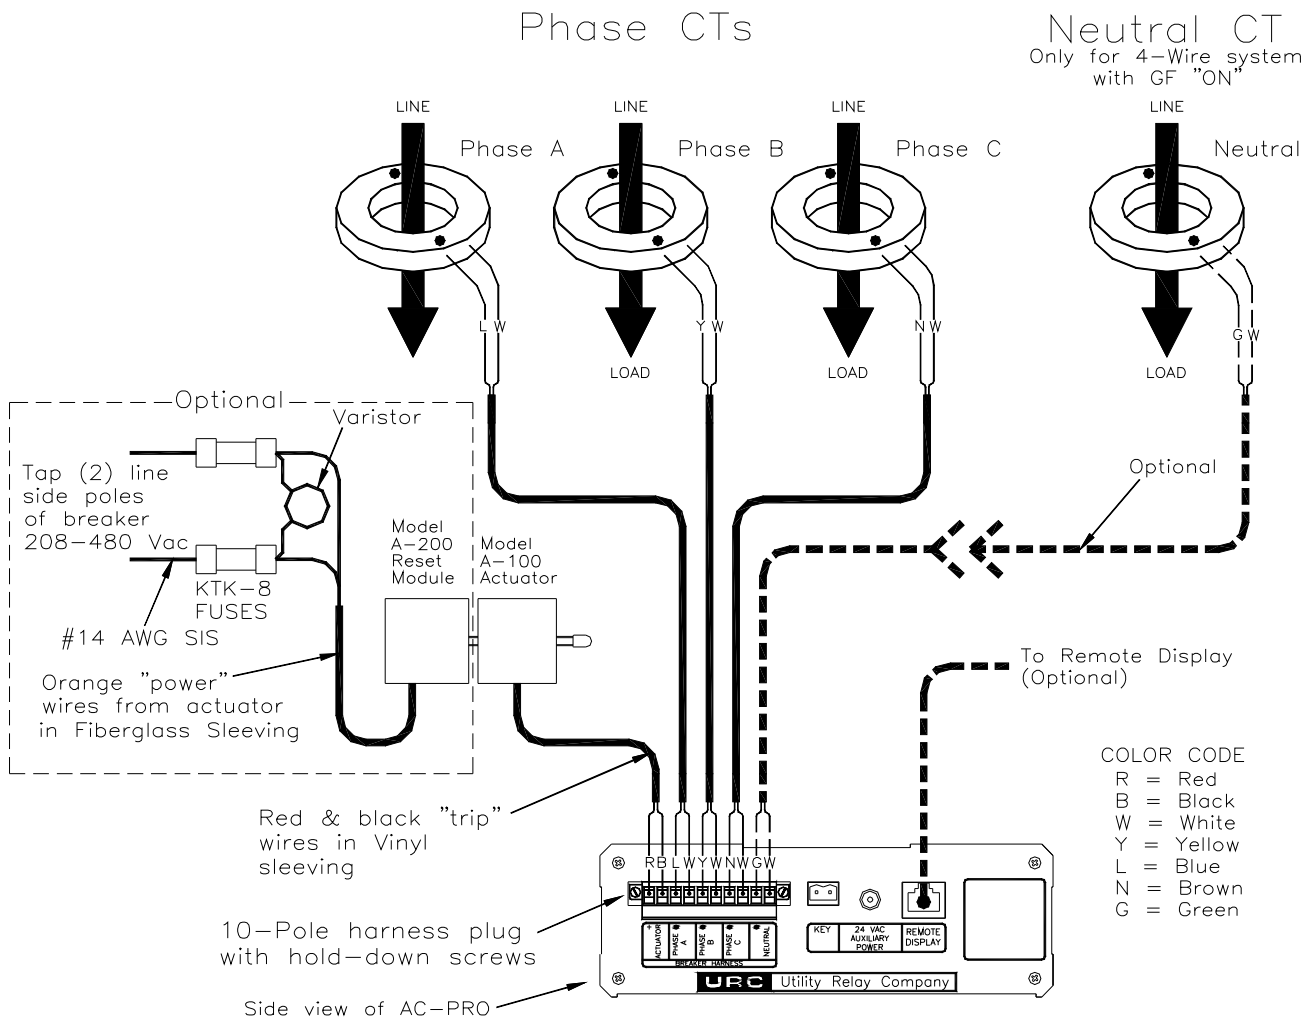 Phase CTs
Neutral CT
Only for 4-Wire system
with GF "ON"
LINE
LINE
LINE
LINE
Phase A
Phase B
Phase C
Neutral
L W
Y W
N W
G W
LOAD
LOAD
LOAD
Optional
Varistor
Tap (2) line
side poles
of breaker
208-480 Vac
KTK-8
FUSES
#14 AWG SIS
Orange "power"
wires from actuator
in Fiberglass Sleeving
Model
A-200
Reset
Module
Model
A-100
Actuator
Optional
To Remote Display
(Optional)
COLOR CODE
R = Red
B = Black
W = White
Y = Yellow
L = Blue
N = Brown
G = Green
Red & black "trip"
wires in Vinyl
sleeving
R B L W Y W N W G W
10-Pole harness plug
with hold-down screws
+
ACTUATOR
PHASE
A
PHASE
B
PHASE
C
NEUTRAL
BREAKER HARNESS
KEY
24 VAC
AUXILIARY
POWER
REMOTE
DISPLAY
URC Utility Relay Company
Side view of AC-PRO